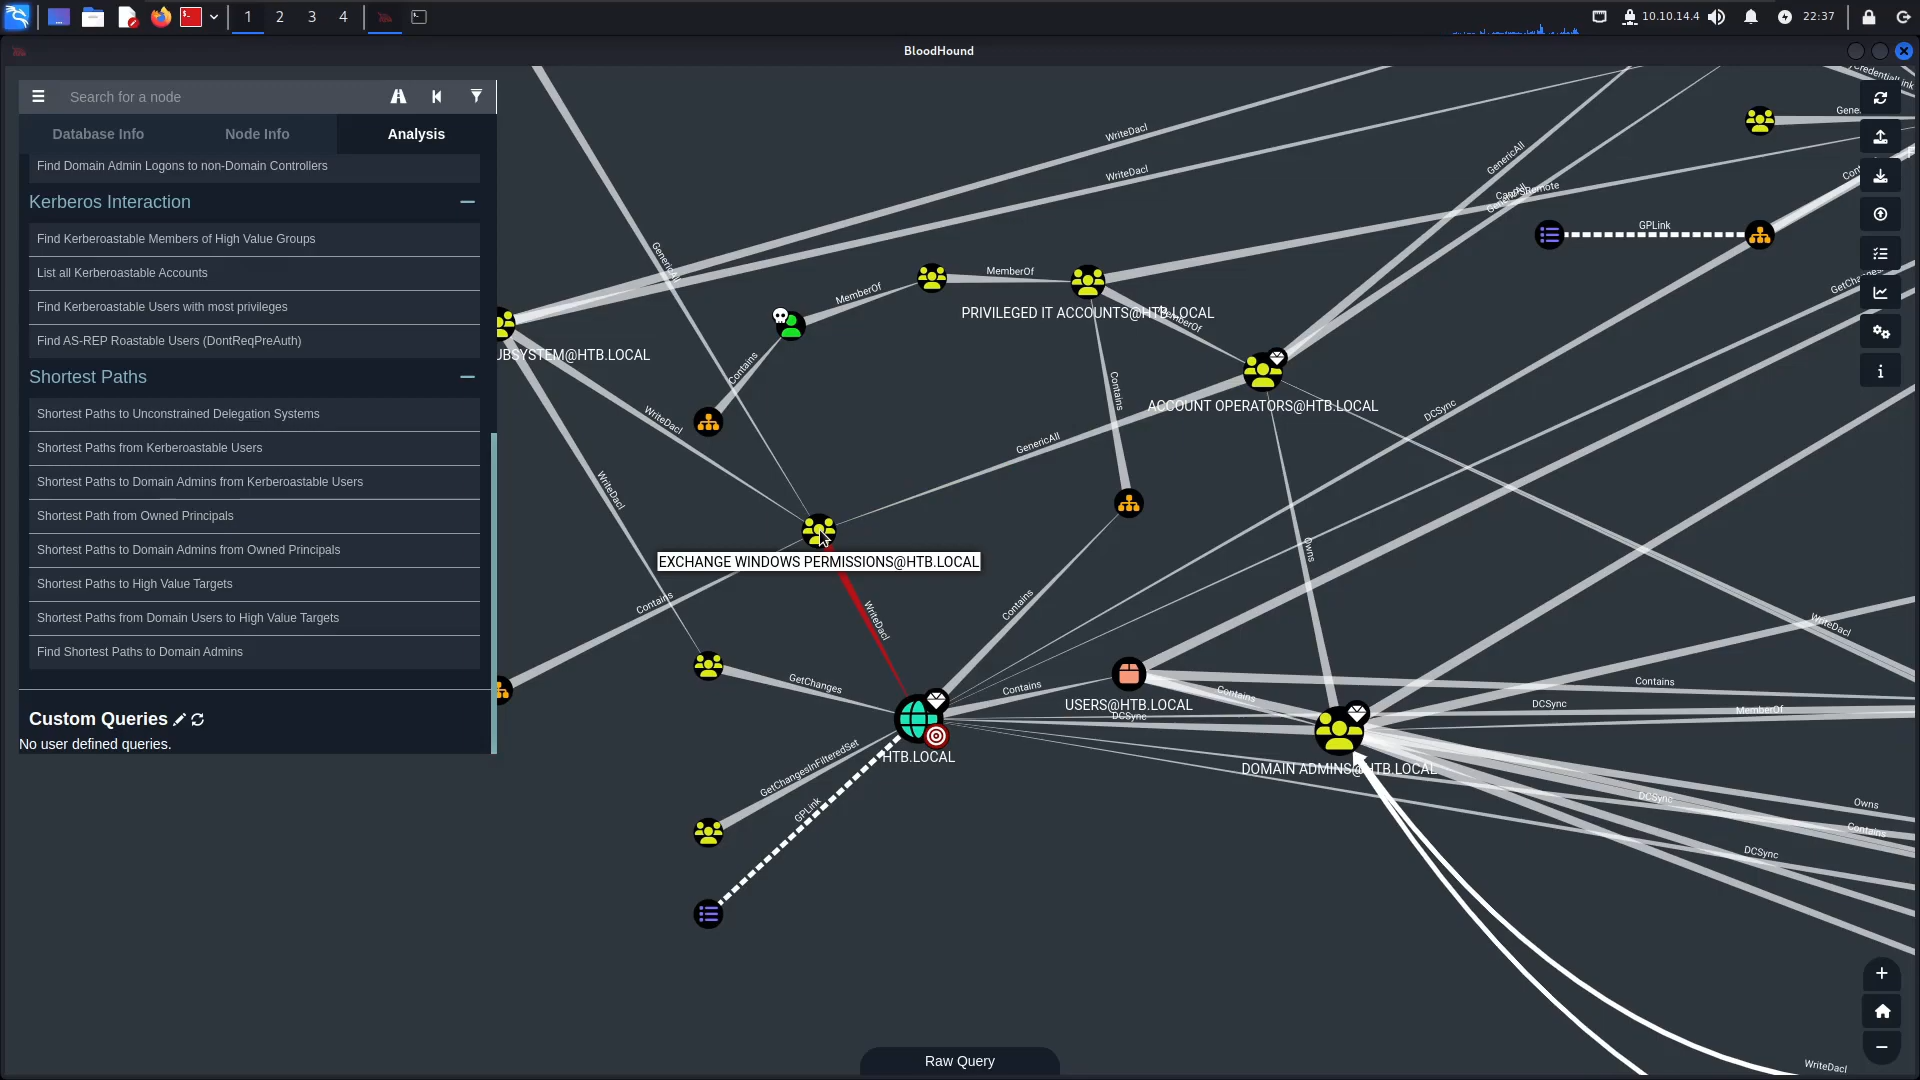 1
2
3
4
10.10.14.4
22:37
BloodHound
Search for a node
Database Info
Node Info
Analysis
Find Domain Admin Logons to non-Domain Controllers
Kerberos Interaction
Find Kerberoastable Members of High Value Groups
List all Kerberoastable Accounts
Find Kerberoastable Users with most privileges
Find AS-REP Roastable Users (DontReqPreAuth)
Shortest Paths
Shortest Paths to Unconstrained Delegation Systems
Shortest Paths from Kerberoastable Users
Shortest Paths to Domain Admins from Kerberoastable Users
Shortest Path from Owned Principals
Shortest Paths to Domain Admins from Owned Principals
Shortest Paths to High Value Targets
Shortest Paths from Domain Users to High Value Targets
Find Shortest Paths to Domain Admins
Custom Queries
No user defined queries.
WriteDacl
WriteDacl
GenericAll
GenericAll
GPLink
MemberOf
MemberOf
PRIVILEGED IT ACCOUNTS@HTB.LOCAL
UBSYSTEM@HTB.LOCAL
Contains
Contains
ACCOUNT OPERATORS@HTB.LOCAL
WriteDacl
DCSync
GenericAll
WriteDacl
EXCHANGE WINDOWS PERMISSIONS@HTB.LOCAL
Owns
Contains
Contains
WriteDacl
WriteDacl
GetChanges
Contains
USERS@HTB.LOCAL
DCSync
Contains
Contains
DCSync
MemberOf
HTB.LOCAL
DOMAIN ADMINS@HTB.LOCAL
GetChangesInFilteredSet
GPLink
DCSync
Owns
Contains
DCSync
WriteDacl
Raw Query